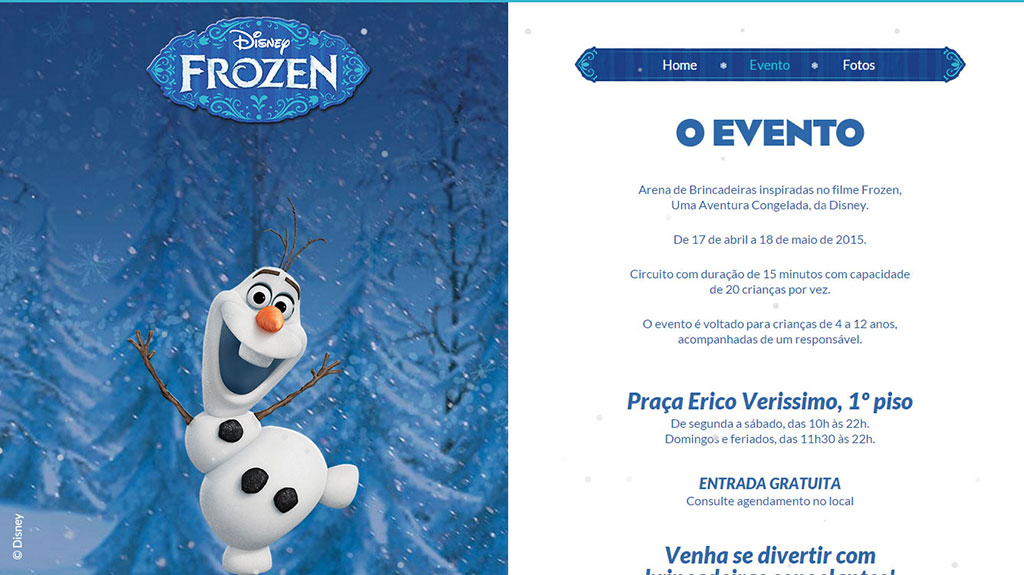 Disney
FROZEN
© Disney
Home
Evento
Fotos
O EVENTO
Arena de Brincadeiras inspiradas no filme Frozen,
Uma Aventura Congelada, da Disney.
De 17 de abril a 18 de maio de 2015.
Circuito com duração de 15 minutos com capacidade
de 20 crianças por vez.
O evento é voltado para crianças de 4 a 12 anos,
acompanhadas de um responsável.
Praça Erico Verissimo, 1º piso
De segunda a sábado, das 10h às 22h.
Domingos e feriados, das 11h30 às 22h.
ENTRADA GRATUITA
Consulte agendamento no local
Venha se divertir com
brincadeiras congelantes!